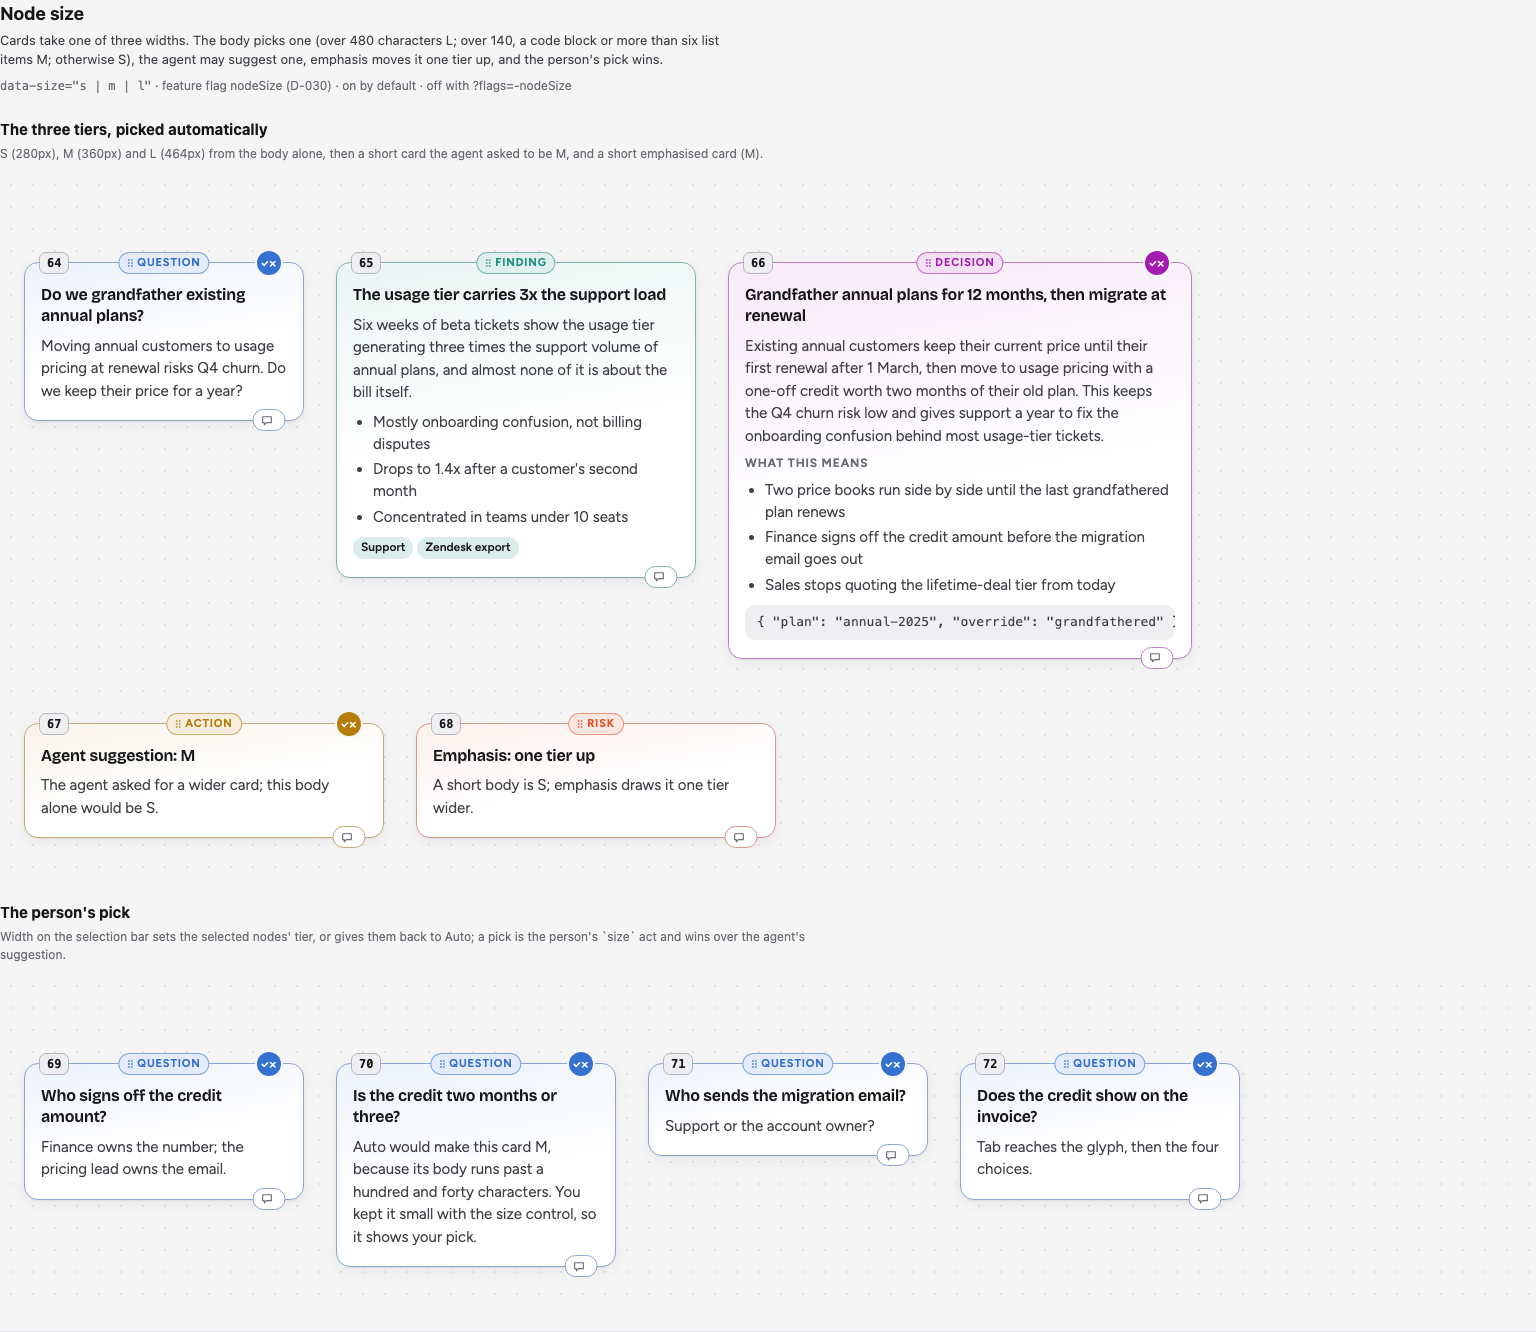 Node size
Cards take one of three widths. The body picks one (over 480 characters L; over 140, a code block or more than six list
items M; otherwise S), the agent may suggest one, emphasis moves it one tier up, and the person's pick wins.
data-size="s | m | l" · feature flag nodeSize (D-030) · on by default · off with ?flags=-nodeSize
The three tiers, picked automatically
S (280px), M (360px) and L (464px) from the body alone, then a short card the agent asked to be M, and a short emphasised card (M).
64
QUESTION
Do we grandfather existing
annual plans?
Moving annual customers to usage
pricing at renewal risks Q4 churn. Do
we keep their price for a year?
65
FINDING
The usage tier carries 3x the support load
Six weeks of beta tickets show the usage tier
generating three times the support volume of
annual plans, and almost none of it is about the
bill itself.
• Mostly onboarding confusion, not billing
disputes
• Drops to 1.4x after a customer's second
month
• Concentrated in teams under 10 seats
Support
Zendesk export
66
DECISION
Grandfather annual plans for 12 months, then migrate at
renewal
Existing annual customers keep their current price until their
first renewal after 1 March, then move to usage pricing with a
one-off credit worth two months of their old plan. This keeps
the Q4 churn risk low and gives support a year to fix the
onboarding confusion behind most usage-tier tickets.
WHAT THIS MEANS
• Two price books run side by side until the last grandfathered
plan renews
• Finance signs off the credit amount before the migration
email goes out
• Sales stops quoting the lifetime-deal tier from today
{ "plan": "annual-2025", "override": "grandfathered" }
67
ACTION
Agent suggestion: M
The agent asked for a wider card; this body
alone would be S.
68
RISK
Emphasis: one tier up
A short body is S; emphasis draws it one tier
wider.
The person's pick
Width on the selection bar sets the selected nodes' tier, or gives them back to Auto; a pick is the person's `size` act and wins over the agent's
suggestion.
69
QUESTION
Who signs off the credit
amount?
Finance owns the number; the
pricing lead owns the email.
70
QUESTION
Is the credit two months or
three?
Auto would make this card M,
because its body runs past a
hundred and forty characters. You
kept it small with the size control, so
it shows your pick.
71
QUESTION
Who sends the migration email?
Support or the account owner?
72
QUESTION
Does the credit show on the
invoice?
Tab reaches the glyph, then the four
choices.